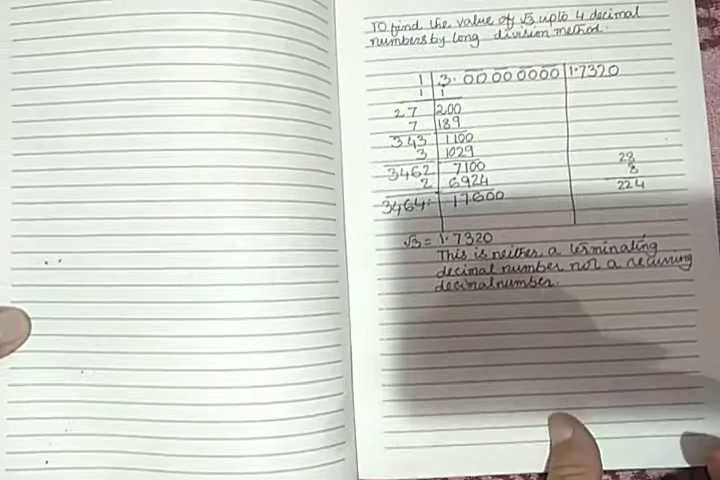 To find the value of √3 upto 4 decimal
numbers by long division method.
1 3.00 00 00 00 1.7320
1 1
27 200
7 189
343 1100
3 1029
3462 7100
2 6924
3464 17600
28
8
224
√3 = 1.7320
This is neither a terminating
decimal number nor a recurring
decimal number.